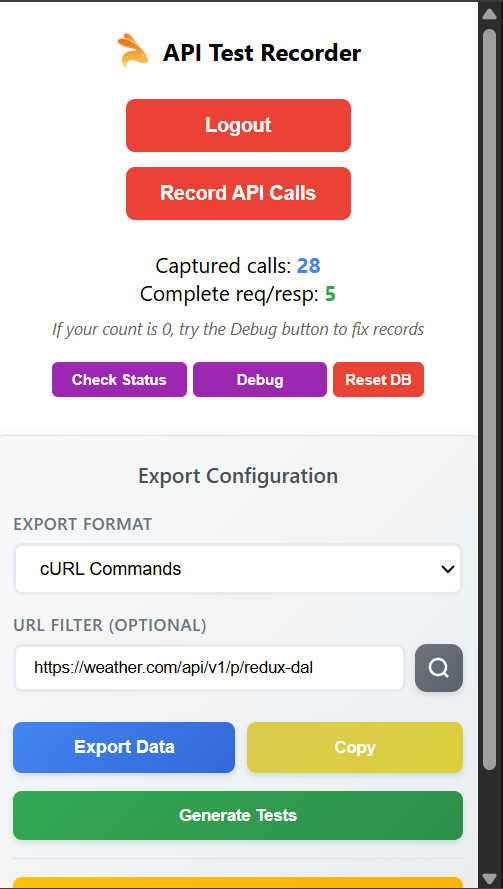 API Test Recorder
Logout
Record API Calls
Captured calls: 28
Complete req/resp: 5
If your count is 0, try the Debug button to fix records
Check Status
Debug
Reset DB
Export Configuration
EXPORT FORMAT
cURL Commands
URL FILTER (OPTIONAL)
https://weather.com/api/v1/p/redux-dal
Export Data
Copy
Generate Tests